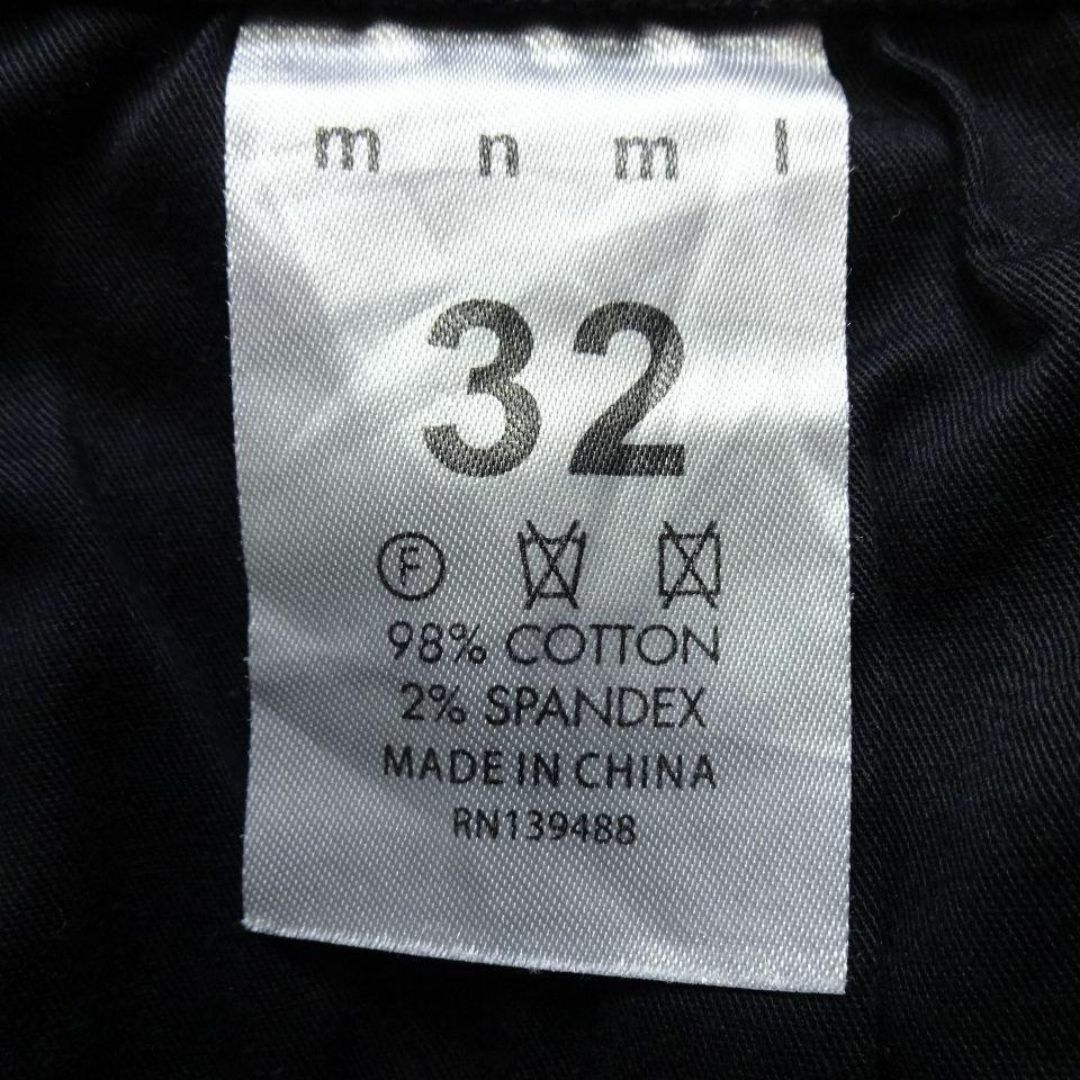 m n m l
32
F
98% COTTON
2% SPANDEX
MADE IN CHINA
RN139488